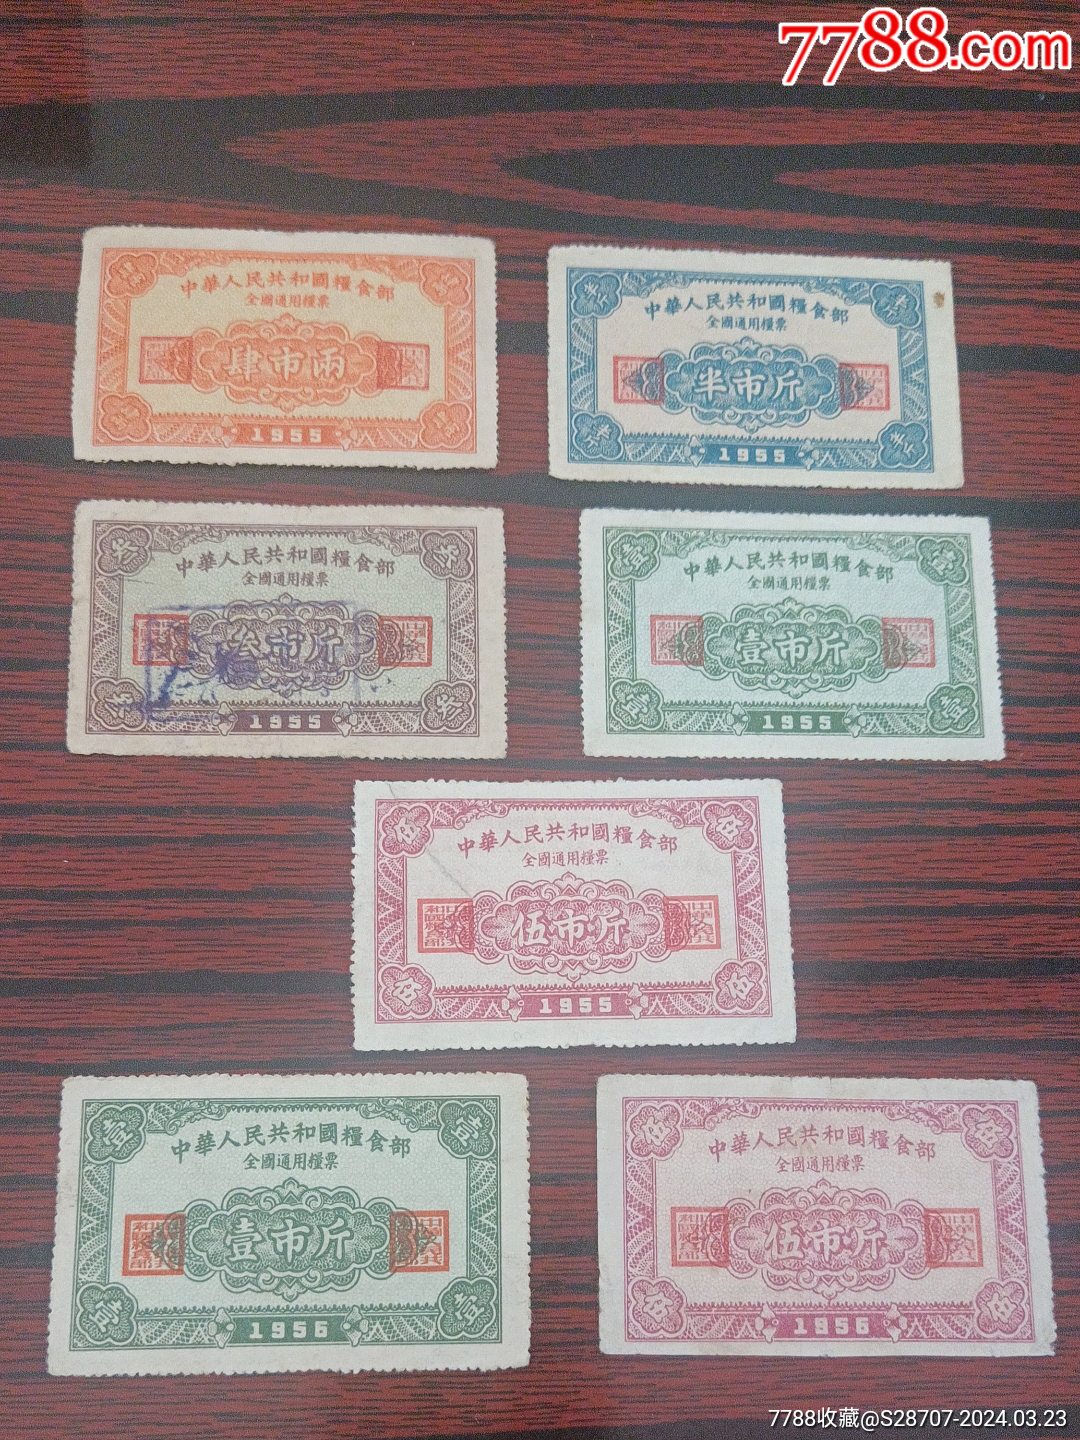 7788.com
中華人民共和國糧食部
全國通用糧票
肆市兩
1955
中華人民共和國糧食部
全國通用糧票
半市斤
1955
中華人民共和國糧食部
全國通用糧票
叁市斤
1955
中華人民共和國糧食部
全國通用糧票
壹市斤
1955
中華人民共和國糧食部
全國通用糧票
伍市斤
1955
中華人民共和國糧食部
全國通用糧票
壹市斤
1956
中華人民共和國糧食部
全國通用糧票
伍市斤
1956
7788收藏@S28707-2024.03.23